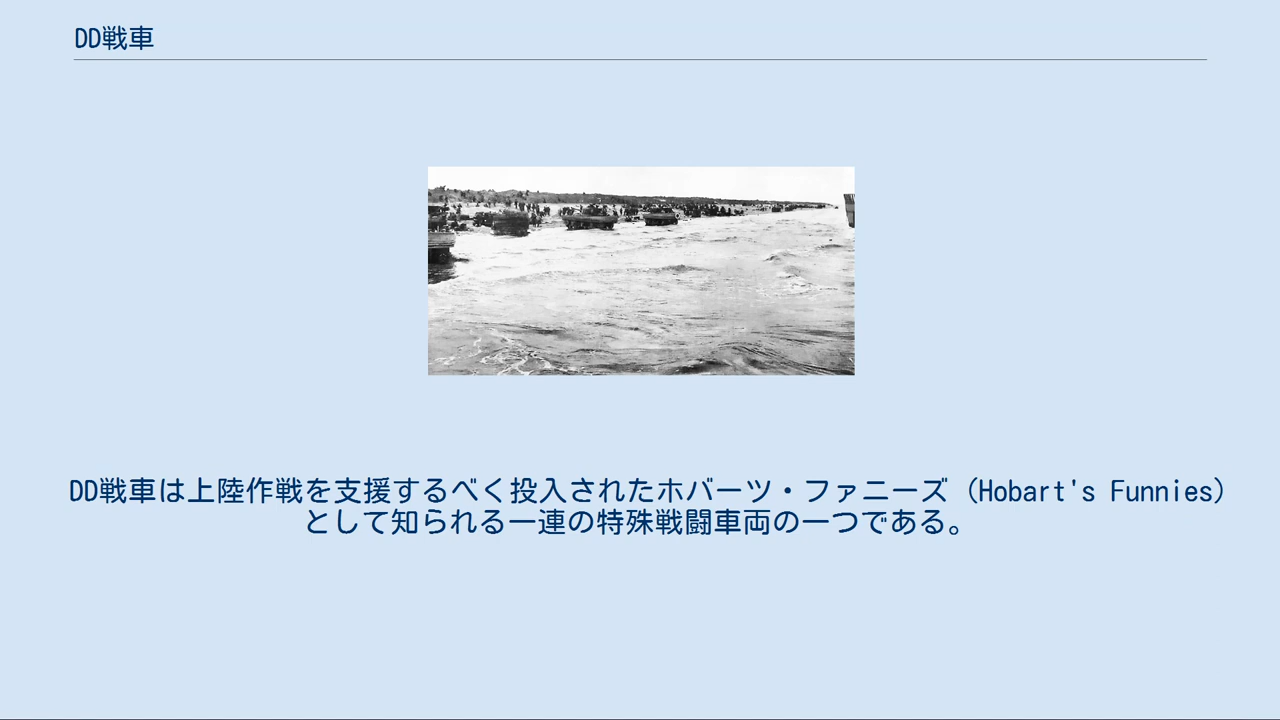 DD戦車
DD戦車は上陸作戦を支援するべく投入されたホバーツ・ファニーズ（Hobart's Funnies）
として知られる一連の特殊戦闘車両の一つである。